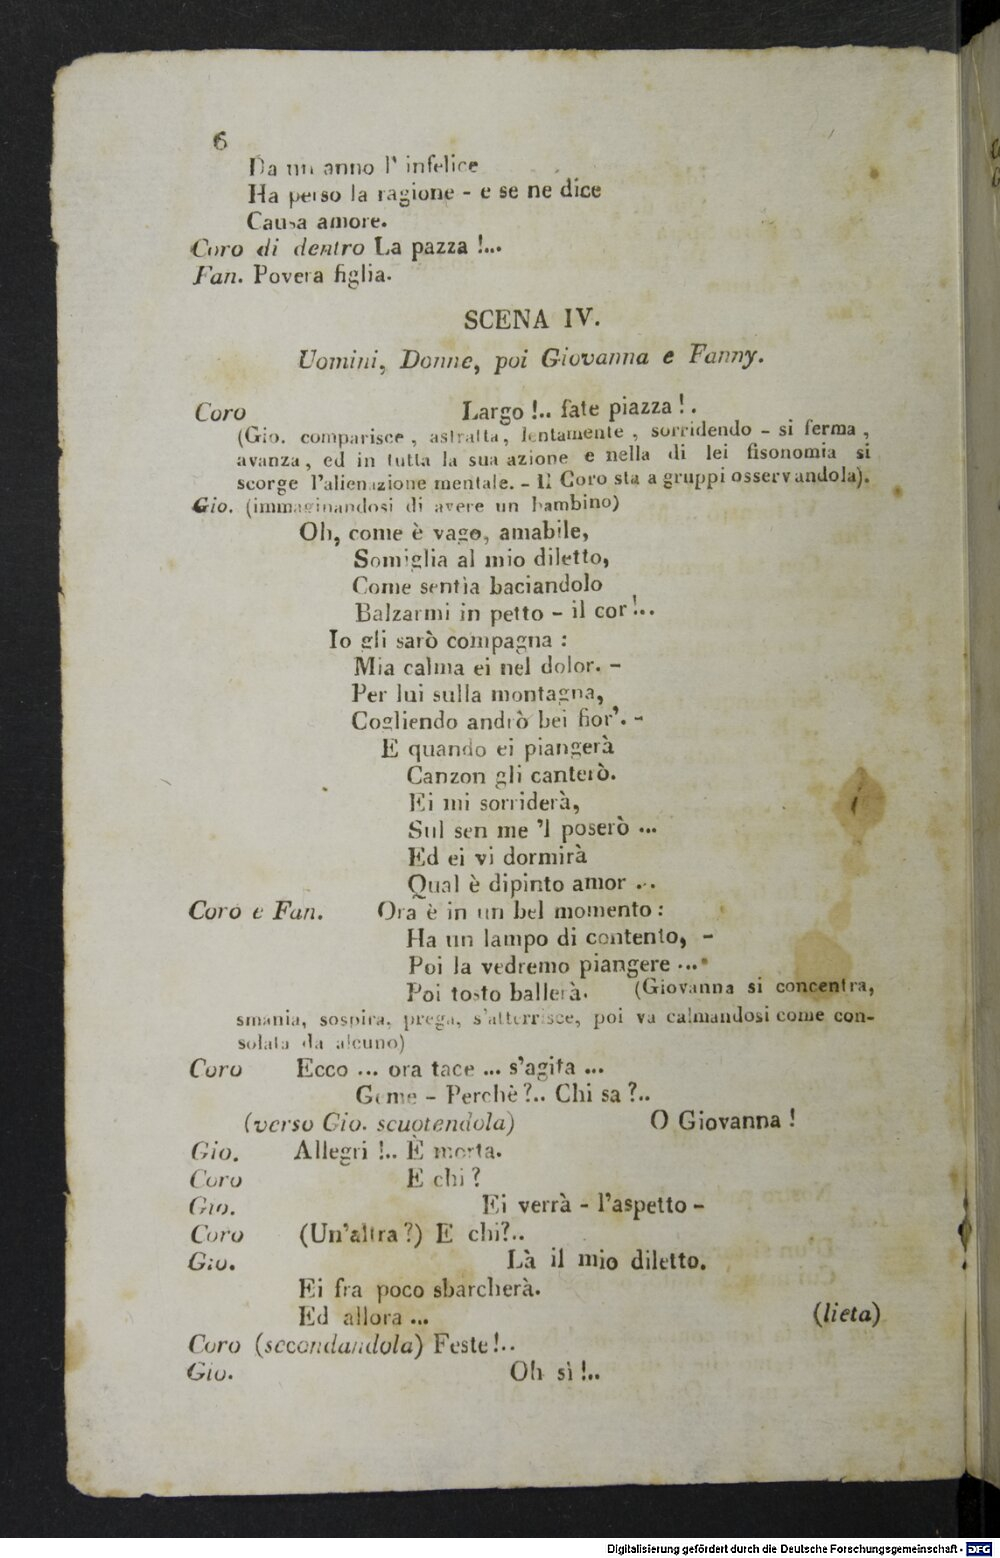 6
Da un anno l' infelice
Ha perso la ragione - e se ne dice
Causa amore.
Coro di dentro La pazza !...
Fan. Povera figlia.
SCENA IV.
Uomini, Donne, poi Giovanna e Fanny.
Coro Largo !.. fate piazza ! .
(Gio. comparisce , astratta , lentamente , sorridendo - si ferma ,
avanza , ed in tutta la sua azione e nella di lei fisonomia si
scorge l'alienazione mentale. - Il Coro sta a gruppi osservandola).
Gio. (immaginandosi di avere un bambino)
Oh, come è vago, amabile,
Somiglia al mio diletto,
Come sentìa baciandolo
Balzarmi in petto - il cor !..
Io gli sarò compagna :
Mia calma ei nel dolor. -
Per lui sulla montagna,
Cogliendo andrò bei fior'. -
E quando ei piangerà
Canzon gli canterò.
Ei mi sorriderà,
Sul sen me 'l poserò ...
Ed ei vi dormirà
Qual è dipinto amor ...
Coro e Fan. Ora è in un bel momento :
Ha un lampo di contento, -
Poi la vedremo piangere ...
Poi tosto ballerà. (Giovanna si concentra,
smania, sospira, prega, s'atterrisce, poi va calmandosi come con-
solata da alcuno)
Coro Ecco ... ora tace ... s'agita ...
Geme - Perchè ?.. Chi sa ?..
(verso Gio. scuotendola) O Giovanna !
Gio. Allegri !.. È morta.
Coro E chi ?
Gio. Ei verrà - l'aspetto -
Coro (Un'altra ?) E chi?..
Gio. Là il mio diletto.
Ei fra poco sbarcherà.
Ed allora ... (lieta)
Coro (secondandola) Feste !..
Gio. Oh sì !..
Digitalisierung gefördert durch die Deutsche Forschungsgemeinschaft - DFG